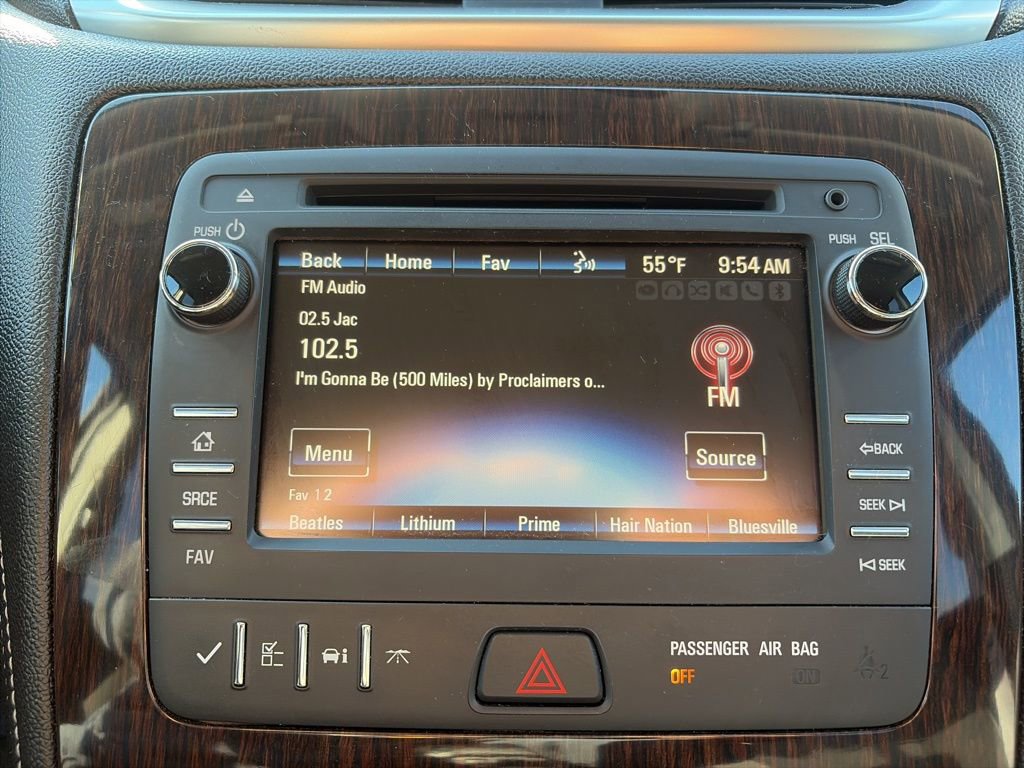 PUSH
PUSH SEL
Back Home Fav 55°F 9:54 AM
FM Audio
02.5 Jac
102.5
I'm Gonna Be (500 Miles) by Proclaimers o...
FM
Menu
Source
Fav 1 2
Beatles Lithium Prime Hair Nation Bluesville
SRCE
FAV
BACK
SEEK
SEEK
PASSENGER AIR BAG
OFF ON 2